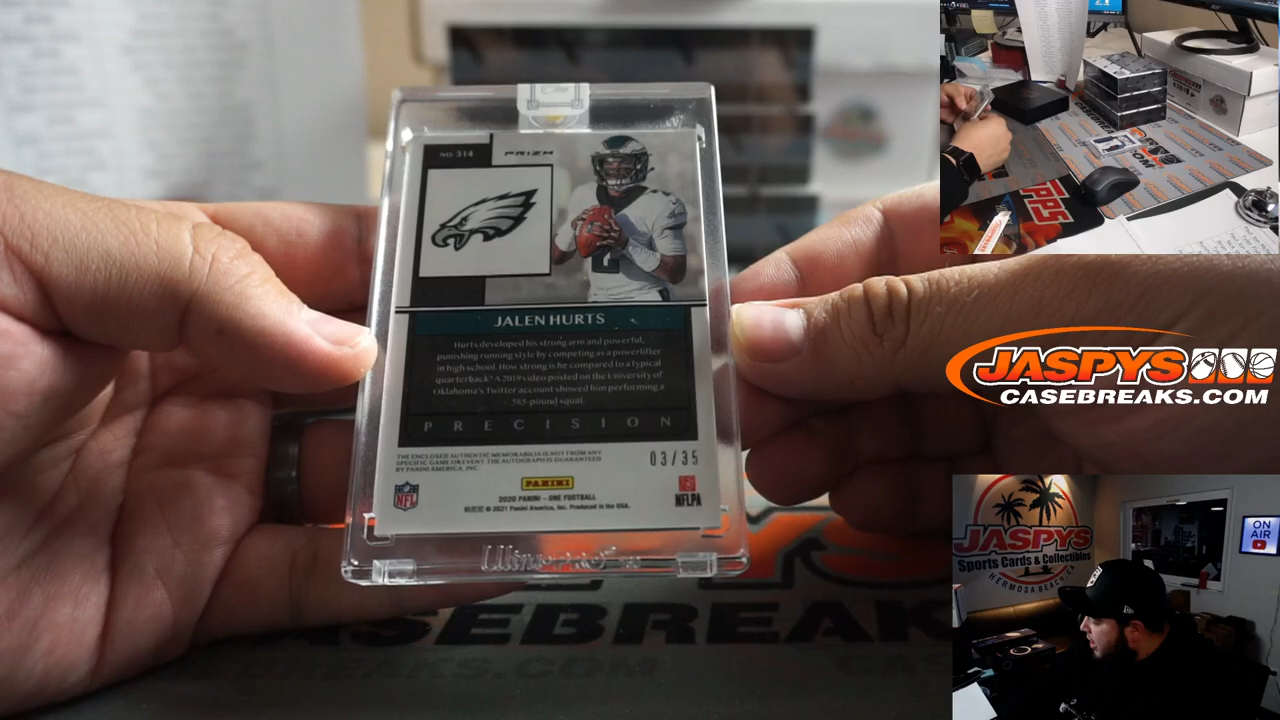 NO. 314
PRIZM
2
JALEN HURTS
Hurts developed his strong arm and powerful,
punishing running style by competing as a powerlifter
in high school. How strong is he compared to a typical
quarterback? A 2019 video posted on the University of
Oklahoma's Twitter account showed him performing a
585-pound squat.
PRECISION
THE ENCLOSED AUTHENTIC MEMORABILIA IS NOT FROM ANY
SPECIFIC GAME OR EVENT. THE AUTOGRAPH IS GUARANTEED
BY PANINI AMERICA, INC.
03/35
NFL
PANINI
NFLPA
2020 PANINI - ONE FOOTBALL
© 2021 Panini America, Inc. Produced in the USA.
CASEBREAK
JASPYS
CASEBREAKS.COM
JASPYS
Sports Cards & Collectibles
HERMOSA BEACH, CA
ON
AIR